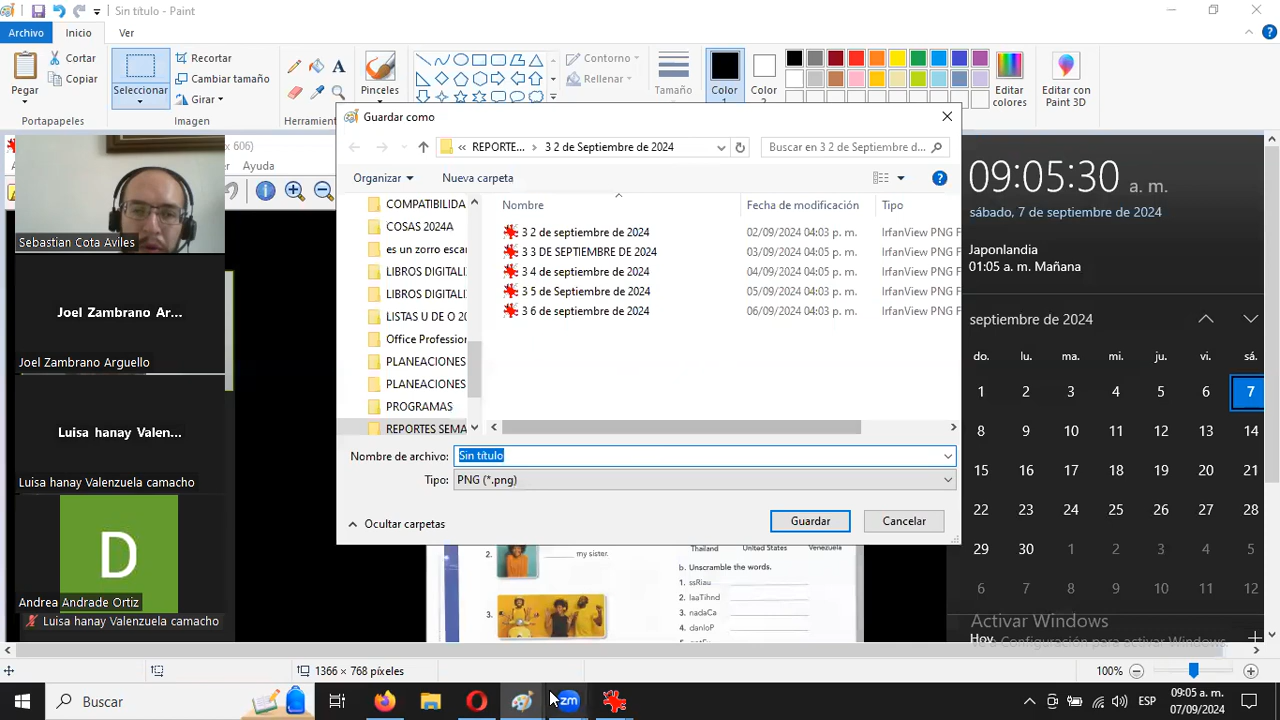 Sin título - Paint
Archivo Inicio Ver
Pegar
Cortar
Copiar
Portapapeles
Seleccionar
Recortar
Cambiar tamaño
Girar
Imagen
A
Herramient
Pinceles
Contorno
Rellenar
Tamaño
Color
1
Color
2
Editar
colores
Editar con
Paint 3D
x 606)
Ayuda
Guardar como
« REPORTE... > 3 2 de Septiembre de 2024
Buscar en 3 2 de Septiembre d...
Organizar Nueva carpeta
COMPATIBILIDA
COSAS 2024A
es un zorro escar
LIBROS DIGITALI
LIBROS DIGITALI
LISTAS U DE O 20
Office Profession
PLANEACIONES
PLANEACIONES
PROGRAMAS
REPORTES SEMA
Nombre Fecha de modificación Tipo
3 2 de septiembre de 2024 02/09/2024 04:03 p. m. IrfanView PNG F
3 3 DE SEPTIEMBRE DE 2024 03/09/2024 04:05 p. m. IrfanView PNG F
3 4 de septiembre de 2024 04/09/2024 04:05 p. m. IrfanView PNG F
3 5 de Septiembre de 2024 05/09/2024 04:03 p. m. IrfanView PNG F
3 6 de septiembre de 2024 06/09/2024 04:03 p. m. IrfanView PNG F
Nombre de archivo: Sin título
Tipo: PNG (*.png)
Ocultar carpetas
Guardar Cancelar
Sebastian Cota Aviles
Joel Zambrano Ar...
Joel Zambrano Arguello
Luisa hanay Valen...
Luisa hanay Valenzuela camacho
D
Andrea Andrade Ortiz
Luisa hanay Valenzuela camacho
2. my sister.
3.
Thailand United States Venezuela
b. Unscramble the words.
1. ssRiau
2. laaTihnd
3. nadaCa
4. danloP
09:05:30 a. m.
sábado, 7 de septiembre de 2024
Japonlandia
01:05 a. m. Mañana
septiembre de 2024
do. lu. ma. mi. ju. vi. sá.
1 2 3 4 5 6 7
8 9 10 11 12 13 14
15 16 17 18 19 20 21
22 23 24 25 26 27 28
29 30 1 2 3 4 5
6 7 8 9 10 11 12
Activar Windows
Hoy
Ve a Configuración para activar Windows.
1366 × 768 píxeles
100%
Buscar
zm
ESP
09:05 a. m.
07/09/2024